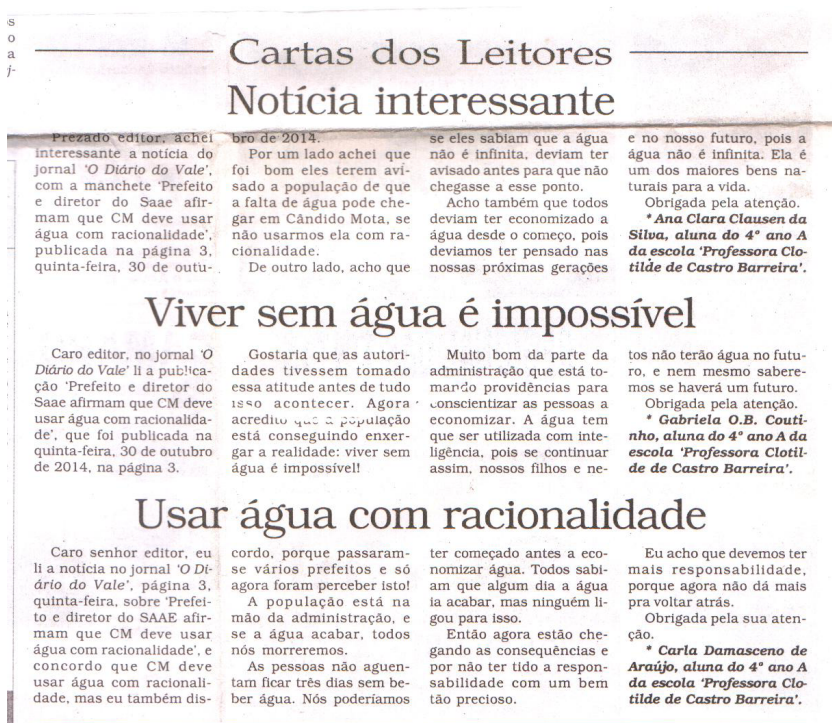 s
o
a
j-
Cartas dos Leitores
Notícia interessante
Prezado editor, achei
interessante a notícia do
jornal 'O Diário do Vale',
com a manchete 'Prefeito
e diretor do Saae afir-
mam que CM deve usar
água com racionalidade',
publicada na página 3,
quinta-feira, 30 de outu-
bro de 2014.
Por um lado achei que
foi bom eles terem avi-
sado a população de que
a falta de água pode che-
gar em Cândido Mota, se
não usarmos ela com ra-
cionalidade.
De outro lado, acho que
se eles sabiam que a água
não é infinita, deviam ter
avisado antes para que não
chegasse a esse ponto.
Acho também que todos
deviam ter economizado a
água desde o começo, pois
deviamos ter pensado nas
nossas próximas gerações
e no nosso futuro, pois a
água não é infinita. Ela é
um dos maiores bens na-
turais para a vida.
Obrigada pela atenção.
* Ana Clara Clausen da
Silva, aluna do 4º ano A
da escola 'Professora Clo-
tilde de Castro Barreira'.
Viver sem água é impossível
Caro editor, no jornal 'O
Diário do Vale' li a publica-
ção 'Prefeito e diretor do
Saae afirmam que CM deve
usar água com racionalida-
de', que foi publicada na
quinta-feira, 30 de outubro
de 2014, na página 3.
Gostaria que as autori-
dades tivessem tomado
essa atitude antes de tudo
isso acontecer. Agora
acredito que a população
está conseguindo enxer-
gar a realidade: viver sem
água é impossível!
Muito bom da parte da
administração que está to-
mando providências para
conscientizar as pessoas a
economizar. A água tem
que ser utilizada com inte-
ligência, pois se continuar
assim, nossos filhos e ne-
tos não terão água no futu-
ro, e nem mesmo sabere-
mos se haverá um futuro.
Obrigada pela atenção.
* Gabriela O.B. Couti-
nho, aluna do 4º ano A da
escola 'Professora Clotil-
de de Castro Barreira'.
Usar água com racionalidade
Caro senhor editor, eu
li a notícia no jornal 'O Di-
ário do Vale', página 3,
quinta-feira, sobre 'Prefei-
to e diretor do SAAE afir-
mam que CM deve usar
água com racionalidade', e
concordo que CM deve
usar água com racionali-
dade, mas eu também dis-
cordo, porque passaram-
se vários prefeitos e só
agora foram perceber isto!
A população está na
mão da administração, e
se a água acabar, todos
nós morreremos.
As pessoas não aguen-
tam ficar três dias sem be-
ber água. Nós poderíamos
ter começado antes a eco-
nomizar água. Todos sabi-
am que algum dia a água
ia acabar, mas ninguém li-
gou para isso.
Então agora estão che-
gando as consequências e
por não ter tido a respon-
sabilidade com um bem
tão precioso.
Eu acho que devemos ter
mais responsabilidade,
porque agora não dá mais
pra voltar atrás.
Obrigada pela sua aten-
ção.
* Carla Damasceno de
Araújo, aluna do 4º ano A
da escola 'Professora Clo-
tilde de Castro Barreira'.